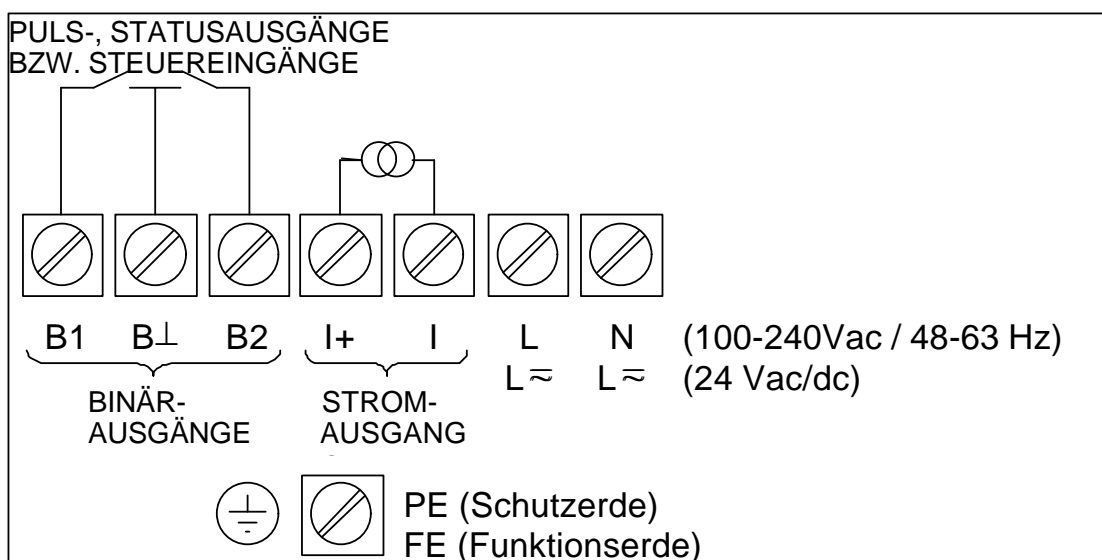 PULS-, STATUSAUSGÄNGE
BZW. STEUEREINGÄNGE
B1 B⊥ B2 I+ I L N (100-240Vac / 48-63 Hz)
L≂ L≂ (24 Vac/dc)
BINÄR-
AUSGÄNGE
STROM-
AUSGANG
PE (Schutzerde)
FE (Funktionserde)